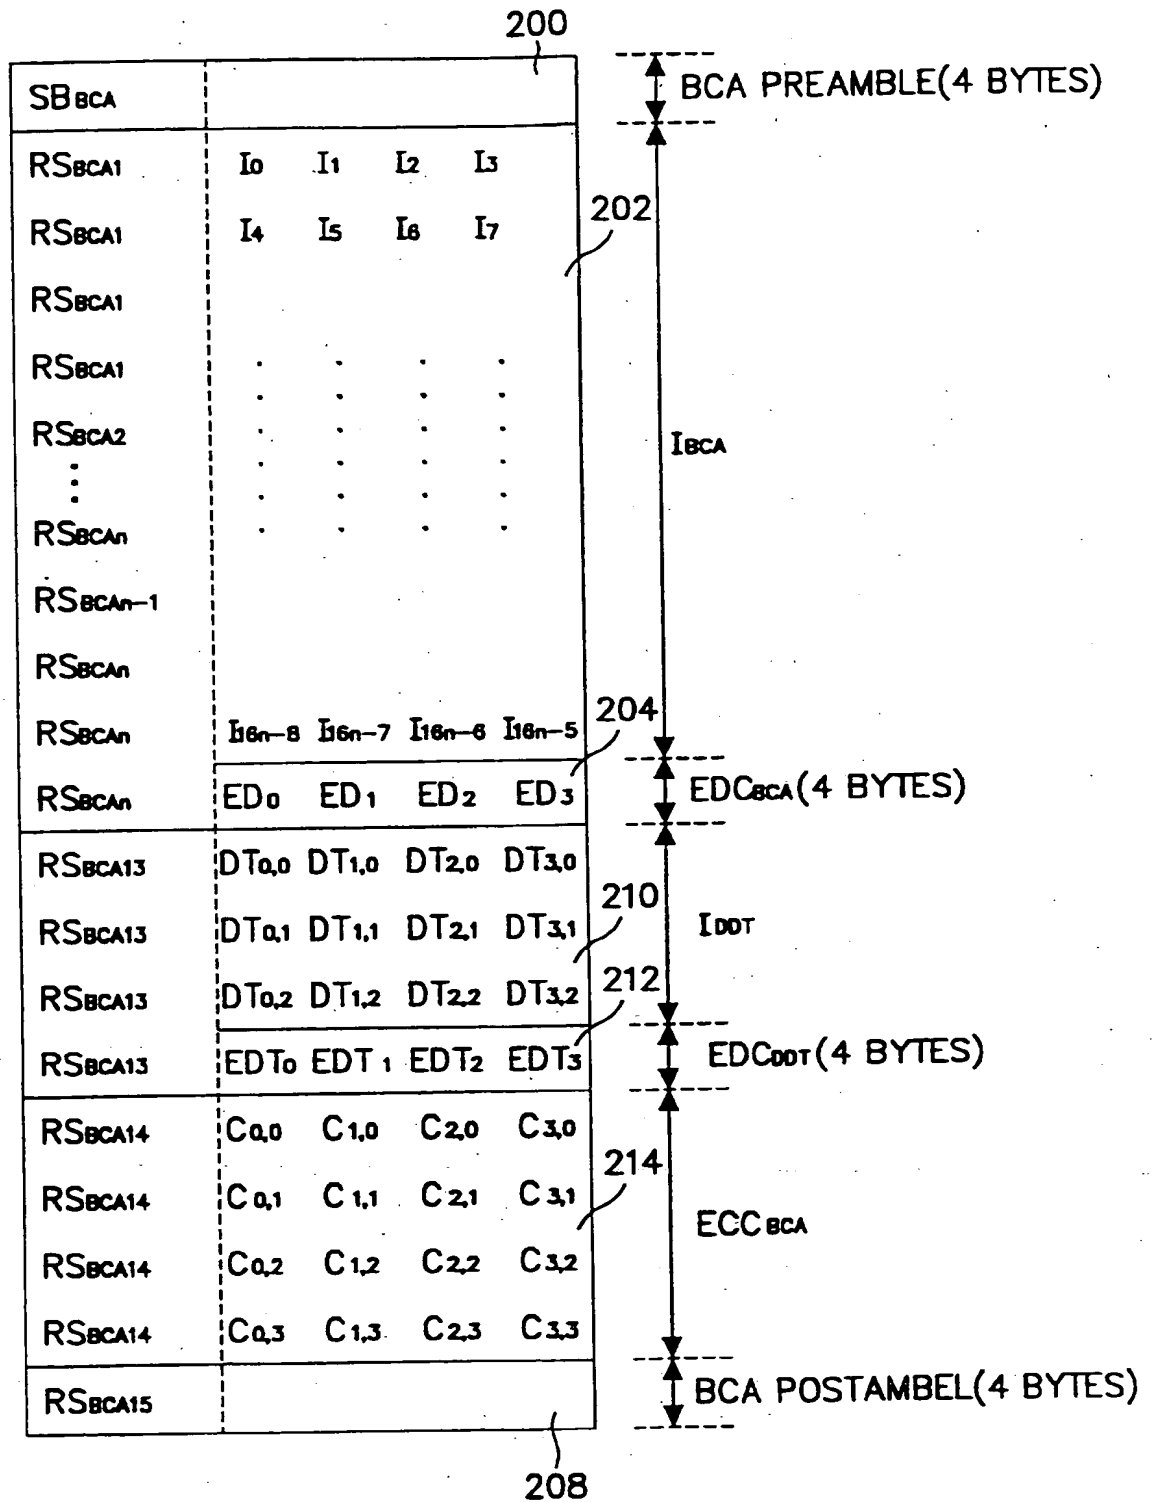 200
SBBCA BCA PREAMBLE(4 BYTES)
RSBCA1 I0 I1 I2 I3
202
RSBCA1 I4 I5 I6 I7
RSBCA1
RSBCA1
RSBCA2 IBCA
RSBCAn
RSBCAn-1
RSBCAn
204
RSBCAn I16n-8 I16n-7 I16n-6 I16n-5
RSBCAn ED0 ED1 ED2 ED3 EDCBCA(4 BYTES)
RSBCA13 DT0,0 DT1,0 DT2,0 DT3,0
210
RSBCA13 DT0,1 DT1,1 DT2,1 DT3,1 IDDT
212
RSBCA13 DT0,2 DT1,2 DT2,2 DT3,2
RSBCA13 EDT0 EDT1 EDT2 EDT3 EDCDDT(4 BYTES)
RSBCA14 C0,0 C1,0 C2,0 C3,0
214
RSBCA14 C0,1 C1,1 C2,1 C3,1 ECCBCA
RSBCA14 C0,2 C1,2 C2,2 C3,2
RSBCA14 C0,3 C1,3 C2,3 C3,3
RSBCA15 BCA POSTAMBEL(4 BYTES)
208